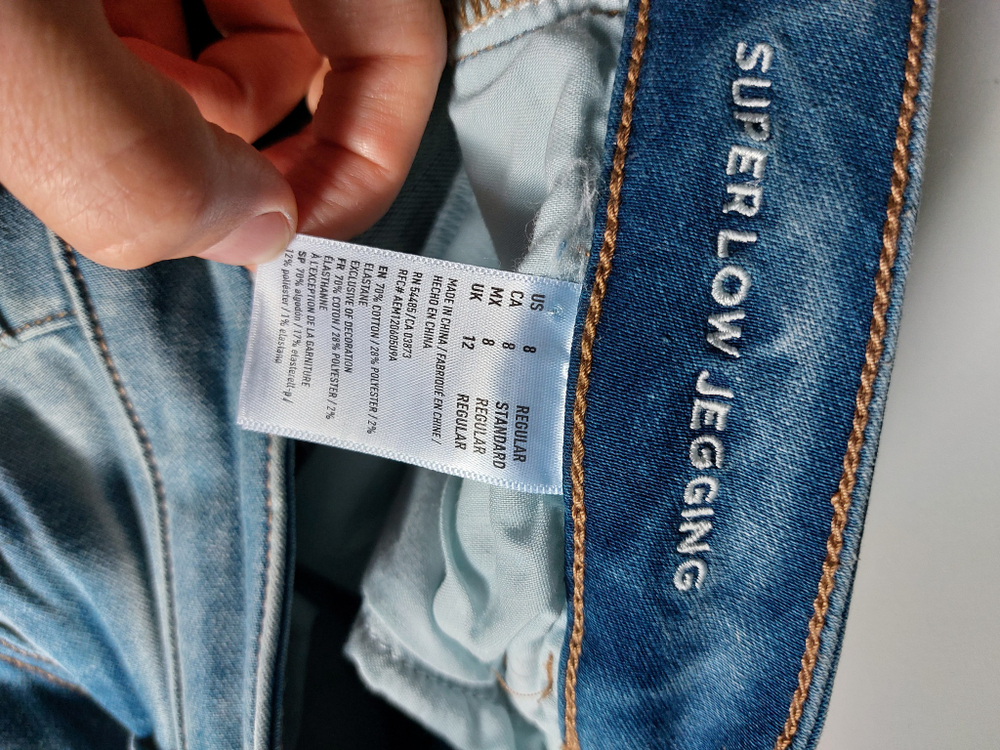 SUPER LOW JEGGING
US 8 REGULAR
CA 8 STANDARD
MX 8 REGULAR
UK 12 REGULAR
MADE IN CHINA / FABRIQUÉ EN CHINE /
HECHO EN CHINA
RN 54485/CA 03873
RFC# AEM12060509A
EN 70% COTTON / 28% POLYESTER / 2%
ELASTANE
EXCLUSIVE OF DECORATION
FR 70% COTON / 28% POLYESTER / 2%
ÉLASTHANNE
À L'EXCEPTION DE LA GARNITURE
SP 70% algodon / 17% elasterell-p /
12% poliéster / 1% elastano